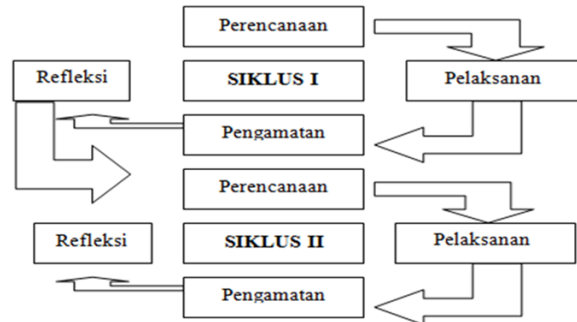 Perencanaan
Refleksi
SIKLUS I
Pelaksanan
Pengamatan
Perencanaan
Refleksi
SIKLUS II
Pelaksanan
Pengamatan